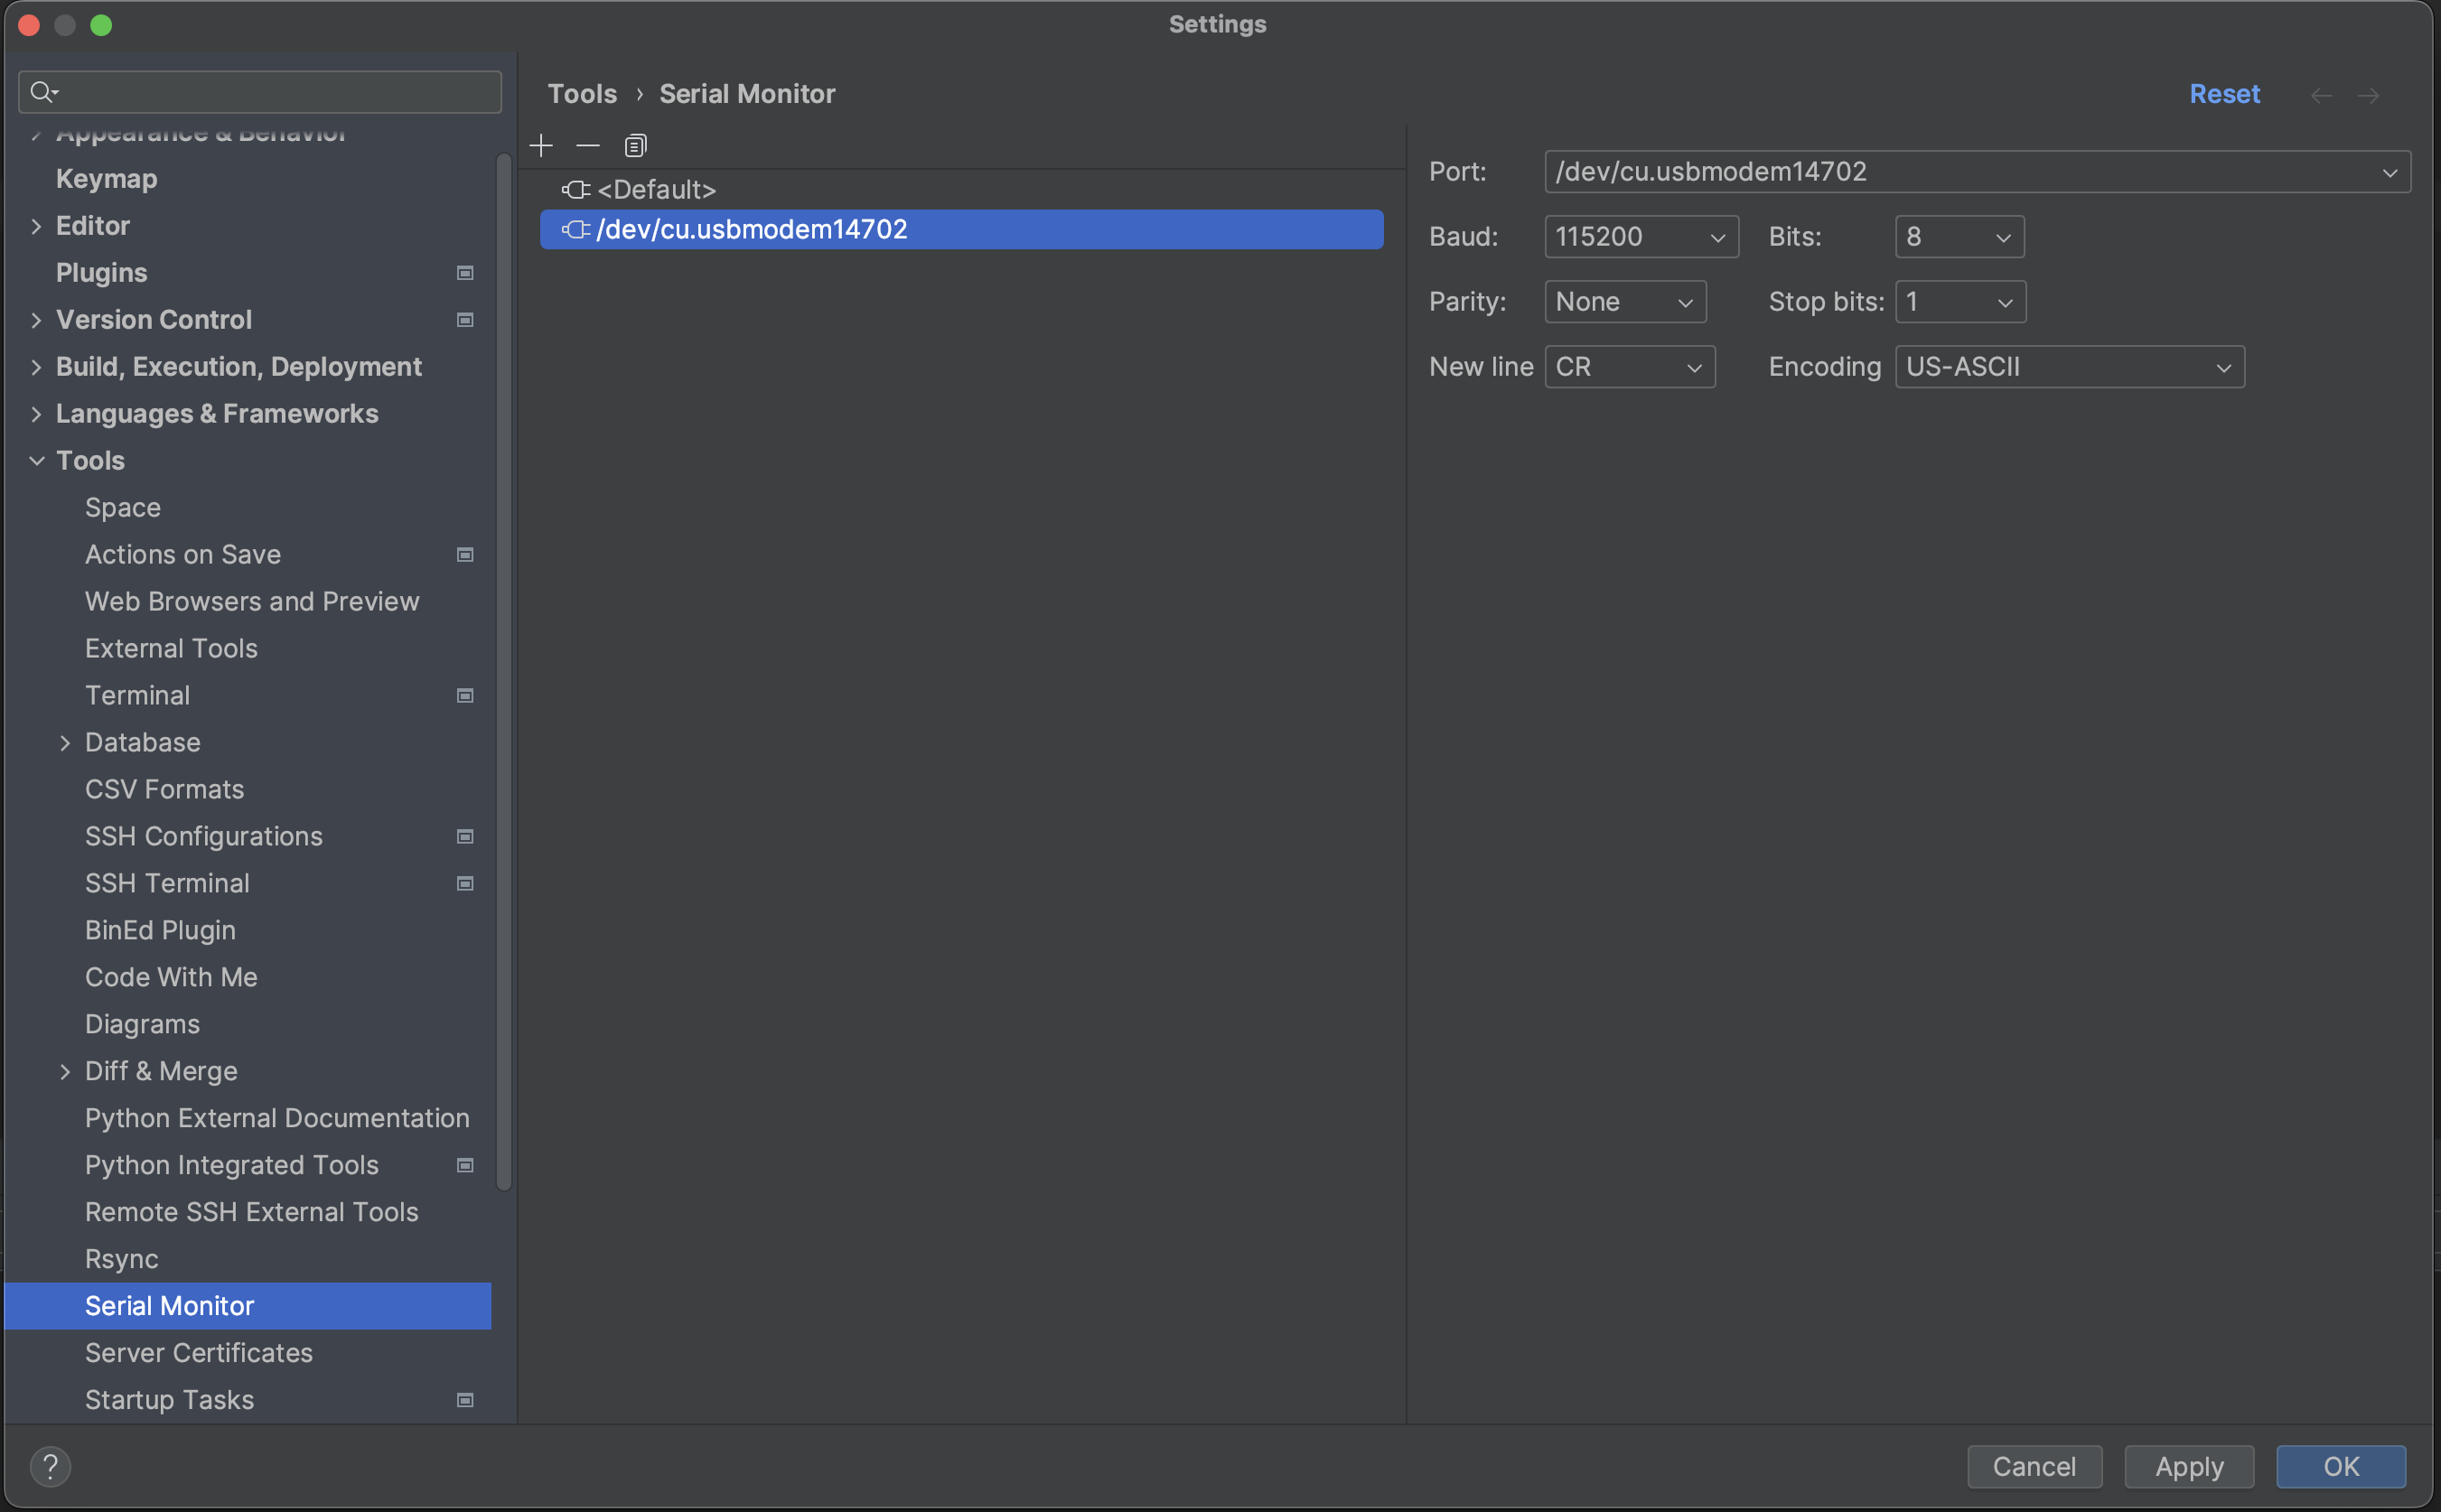 Settings
Appearance & Behavior
Keymap
Editor
Plugins
Version Control
Build, Execution, Deployment
Languages & Frameworks
Tools
Space
Actions on Save
Web Browsers and Preview
External Tools
Terminal
Database
CSV Formats
SSH Configurations
SSH Terminal
BinEd Plugin
Code With Me
Diagrams
Diff & Merge
Python External Documentation
Python Integrated Tools
Remote SSH External Tools
Rsync
Serial Monitor
Server Certificates
Startup Tasks
Tools › Serial Monitor
Reset
<Default>
/dev/cu.usbmodem14702
Port: /dev/cu.usbmodem14702
Baud: 115200 Bits: 8
Parity: None Stop bits: 1
New line CR Encoding US-ASCII
? Cancel Apply OK